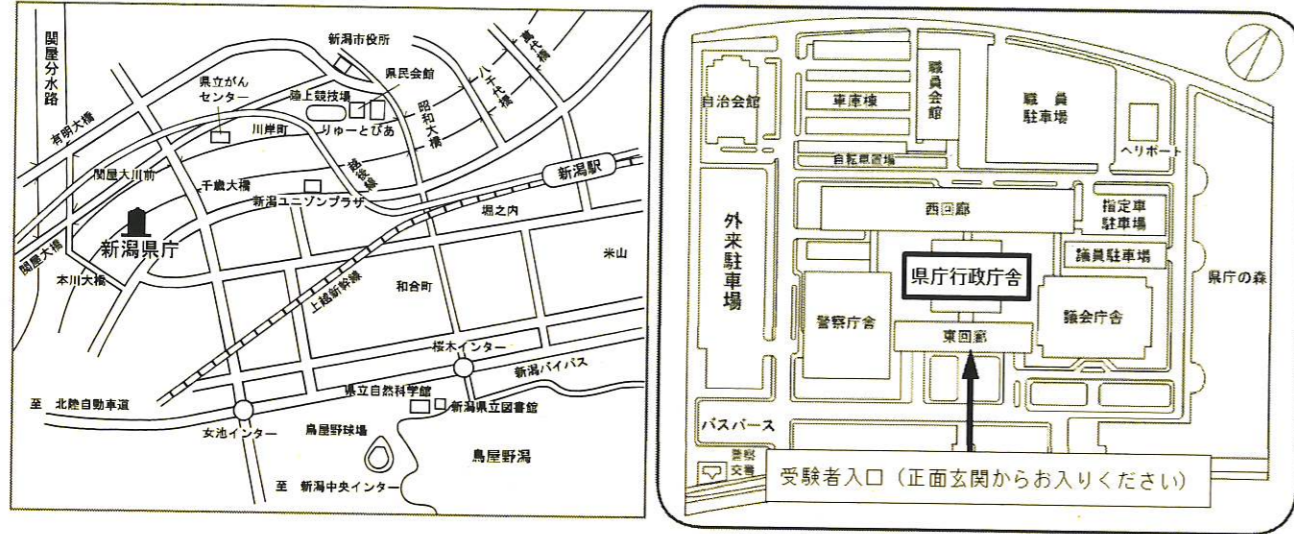 関屋分水路
有明大橋
県立がん
センター
新潟市役所
県民会館
陸上競技場
りゅーとぴあ
川岸町
昭和大橋
八千代橋
萬代橋
関屋大川前
千歳大橋
越後線
新潟ユニゾンプラザ
新潟駅
堀之内
米山
新潟県庁
関屋大橋
本川大橋
上越新幹線
和合町
桜木インター
新潟バイパス
県立自然科学館
新潟県立図書館
至 北陸自動車道
女池インター
鳥屋野球場
鳥屋野潟
至 新潟中央インター
自治会館
車庫棟
職員会館
職員
駐車場
ヘリポート
自転車置場
外来駐車場
西回廊
指定車
駐車場
議員駐車場
県庁行政庁舎
県庁の森
警察庁舎
東回廊
議会庁舎
バスバース
警察
交番
受験者入口（正面玄関からお入りください）